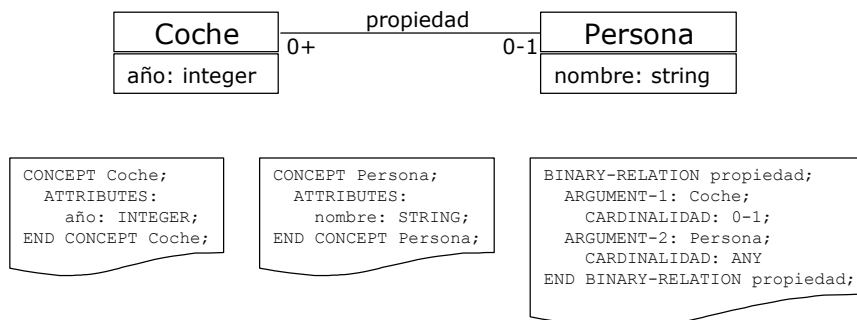 propiedad
Coche
0+
0-1
Persona
año: integer
nombre: string
CONCEPT Coche;
ATTRIBUTES:
año: INTEGER;
END CONCEPT Coche;
CONCEPT Persona;
ATTRIBUTES:
nombre: STRING;
END CONCEPT Persona;
BINARY-RELATION propiedad;
ARGUMENT-1: Coche;
CARDINALIDAD: 0-1;
ARGUMENT-2: Persona;
CARDINALIDAD: ANY
END BINARY-RELATION propiedad;